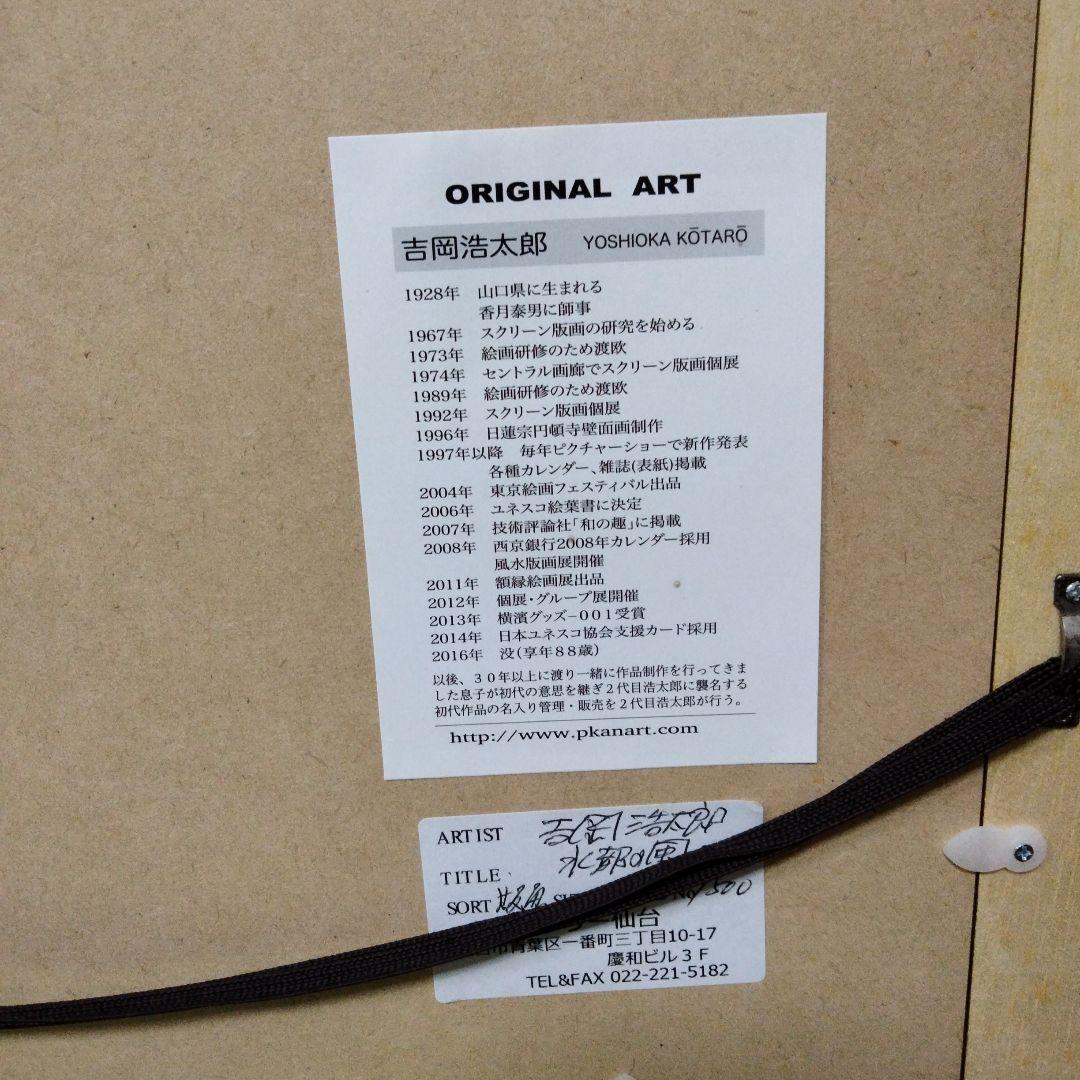 ORIGINAL ART
吉岡浩太郎 YOSHIOKA KŌTARŌ
1928年 山口県に生まれる
香月泰男に師事
1967年 スクリーン版画の研究を始める
1973年 絵画研修のため渡欧
1974年 セントラル画廊でスクリーン版画個展
1989年 絵画研修のため渡欧
1992年 スクリーン版画個展
1996年 日蓮宗円頓寺壁面画制作
1997年以降 毎年ピクチャーショーで新作発表
各種カレンダー、雑誌(表紙)掲載
2004年 東京絵画フェスティバル出品
2006年 ユネスコ絵葉書に決定
2007年 技術評論社「和の趣」に掲載
2008年 西京銀行2008年カレンダー採用
風水版画展開催
2011年 額縁絵画展出品
2012年 個展・グループ展開催
2013年 横濱グッズ-001受賞
2014年 日本ユネスコ協会支援カード採用
2016年 没(享年88歳)
以後、30年以上に渡り一緒に作品制作を行ってきま
した息子が初代の意思を継ぎ2代目浩太郎に襲名する
初代作品の名入り管理・販売を2代目浩太郎が行う。
http://www.pkanart.com
ARTIST 吉岡浩太郎
TITLE 水都の風
SORT 版画
仙台
市青葉区一番町三丁目10-17
慶和ビル3F
TEL&FAX 022-221-5182